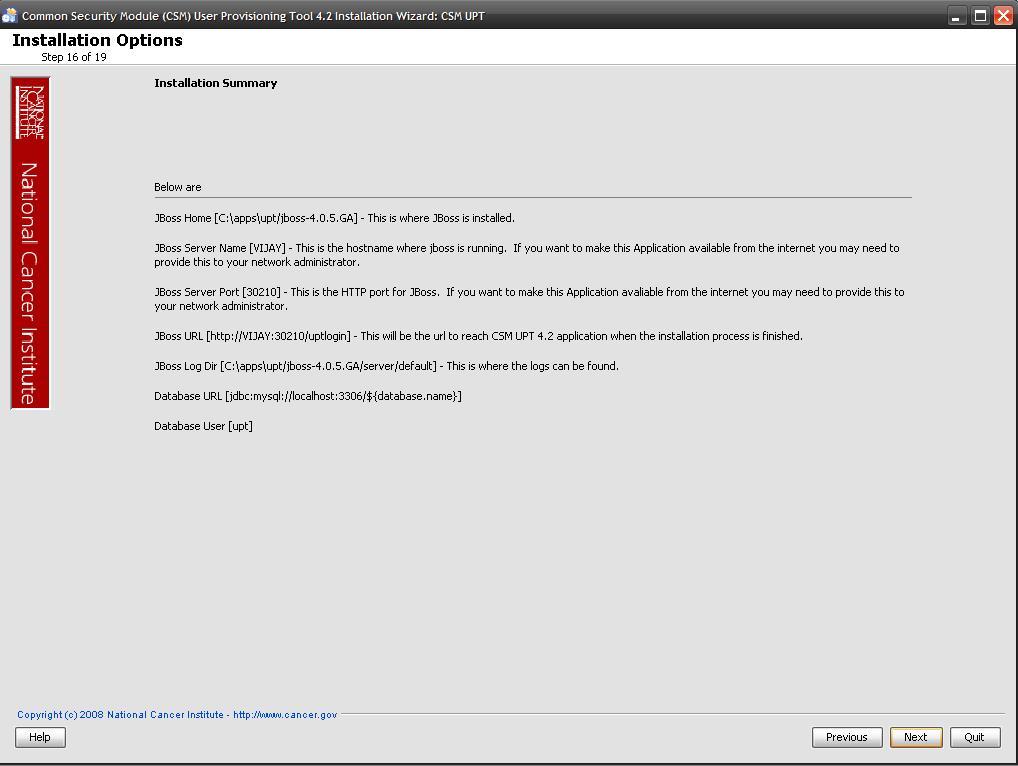 Common Security Module (CSM) User Provisioning Tool 4.2 Installation Wizard: CSM UPT
Installation Options
Step 16 of 19
NATIONAL
CANCER
INSTITUTE
National Cancer Institute
Installation Summary
Below are
JBoss Home [C:\apps\upt/jboss-4.0.5.GA] - This is where JBoss is installed.
JBoss Server Name [VIJAY] - This is the hostname where jboss is running.  If you want to make this Application available from the internet you may need to
provide this to your network administrator.
JBoss Server Port [30210] - This is the HTTP port for JBoss.  If you want to make this Application avaliable from the internet you may need to provide this to
your network administrator.
JBoss URL [http://VIJAY:30210/uptlogin] - This will be the url to reach CSM UPT 4.2 application when the installation process is finished.
JBoss Log Dir [C:\apps\upt/jboss-4.0.5.GA/server/default] - This is where the logs can be found.
Database URL [jdbc:mysql://localhost:3306/${database.name}]
Database User [upt]
Copyright (c) 2008 National Cancer Institute - http://www.cancer.gov
Help
Previous
Next
Quit